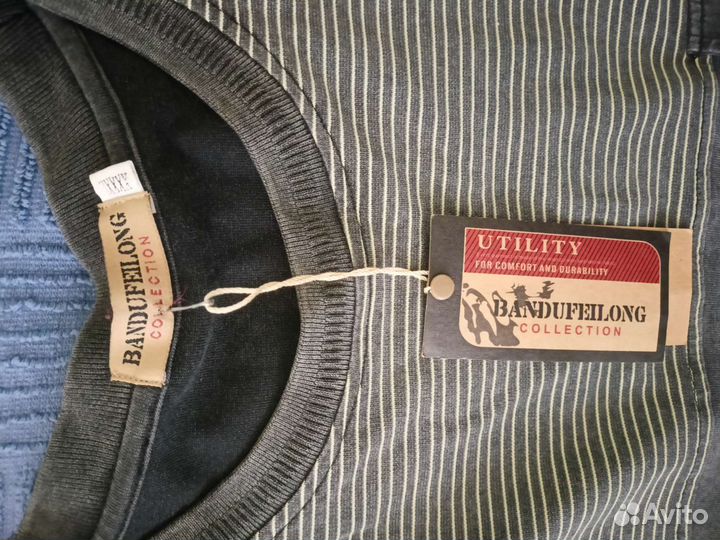 BANDUFEILONG
COLLECTION
UTILITY
FOR COMFORT AND DURABILITY
BANDUFEILONG
COLLECTION
Avito